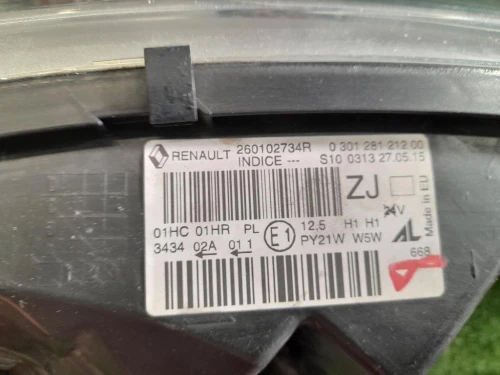 RENAULT 260102734R 0 301 281 212 00
INDICE --- S10 0313 27.05.15
ZJ
Made in EU
01HC 01HR PL E1 12,5 H1 H1
3434 02A 01 1 PY21W W5W
AL
668